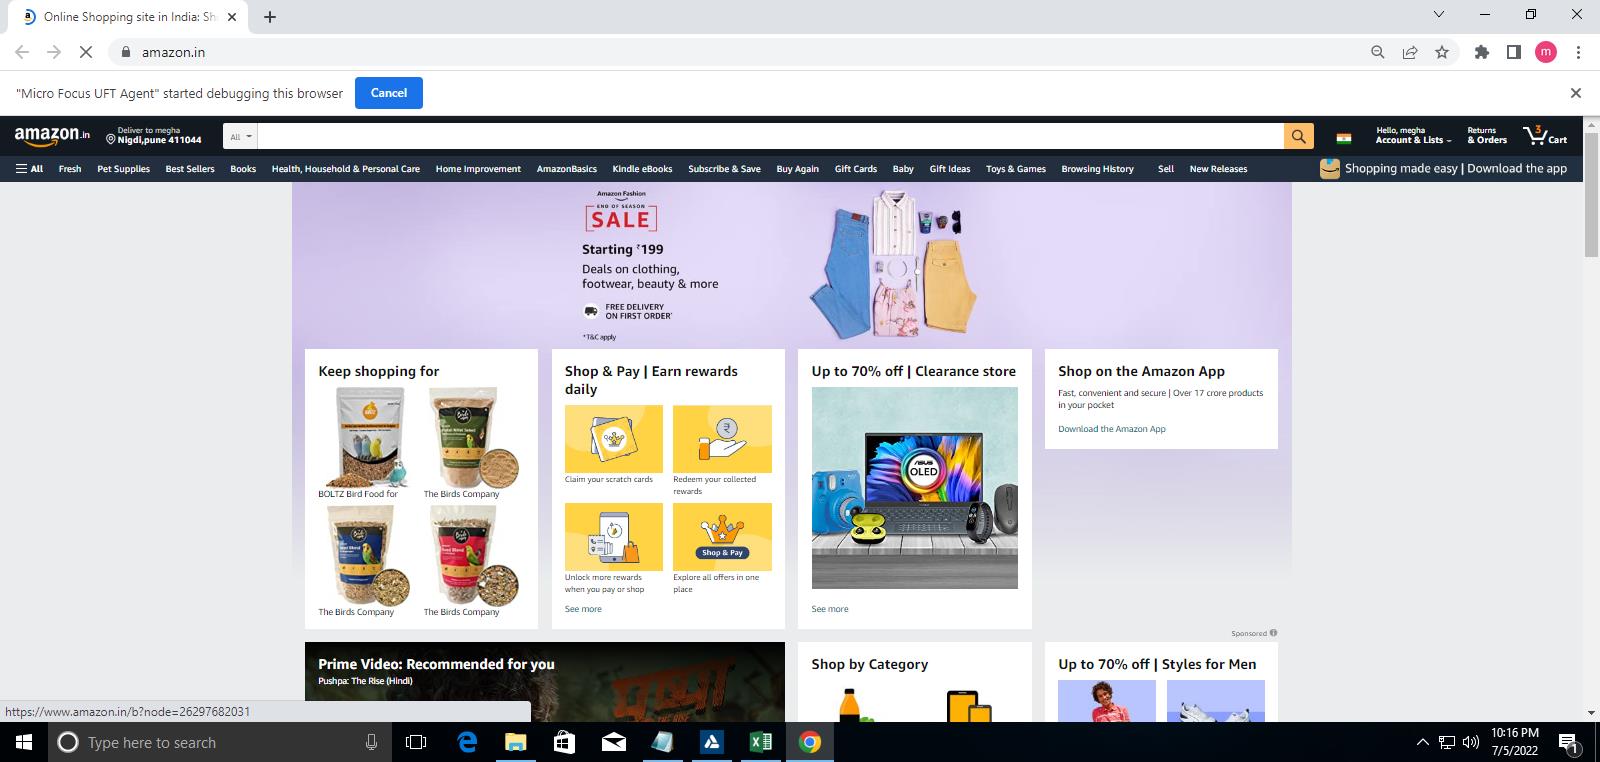 Online Shopping site in India: Sh
amazon.in
"Micro Focus UFT Agent" started debugging this browser
Cancel
m
amazon.in
Deliver to megha
Nigdi,pune 411044
All
Hello, megha
Account & Lists
Returns
& Orders
3
Cart
All
Fresh
Pet Supplies
Best Sellers
Books
Health, Household & Personal Care
Home Improvement
AmazonBasics
Kindle eBooks
Subscribe & Save
Buy Again
Gift Cards
Baby
Gift Ideas
Toys & Games
Browsing History
Sell
New Releases
Shopping made easy | Download the app
Amazon Fashion
END OF SEASON
SALE
Starting ₹199
Deals on clothing,
footwear, beauty & more
FREE DELIVERY
ON FIRST ORDER*
*T&C apply
Keep shopping for
BOLTZ Bird Food for
The Birds Company
The Birds Company
The Birds Company
Shop & Pay | Earn rewards
daily
Claim your scratch cards
Redeem your collected
rewards
Shop & Pay
Unlock more rewards
when you pay or shop
Explore all offers in one
place
See more
Up to 70% off | Clearance store
ASUS
OLED
See more
Shop on the Amazon App
Fast, convenient and secure | Over 17 crore products
in your pocket
Download the Amazon App
Sponsored
Prime Video: Recommended for you
Pushpa: The Rise (Hindi)
पुष्पा
Shop by Category
Up to 70% off | Styles for Men
https://www.amazon.in/b?node=26297682031
Type here to search
10:16 PM
7/5/2022
1